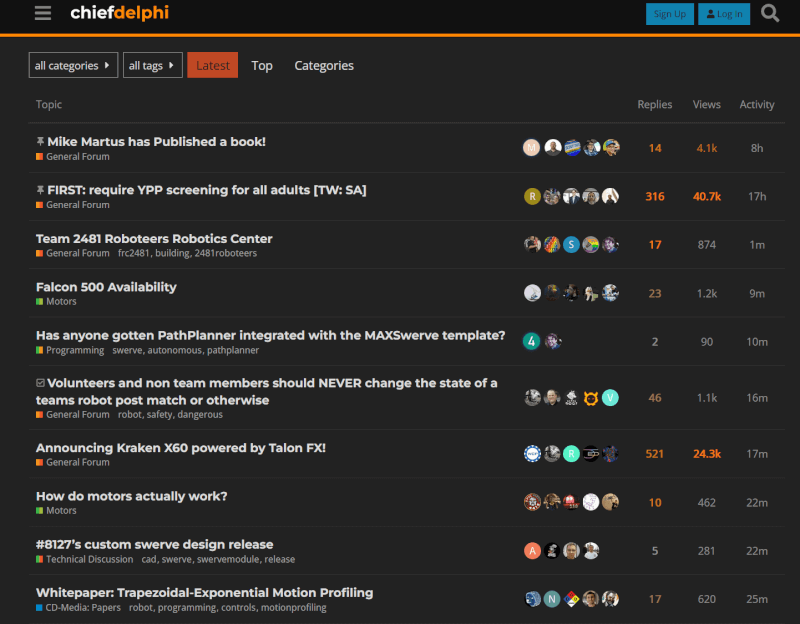 chiefdelphi
Sign Up
Log In
all categories
all tags
Latest
Top
Categories
Topic
Replies
Views
Activity
Mike Martus has Published a book!
General Forum
M
14
4.1k
8h
FIRST: require YPP screening for all adults [TW: SA]
General Forum
R
316
40.7k
17h
Team 2481 Roboteers Robotics Center
General Forum frc2481, building, 2481roboteers
S
17
874
1m
Falcon 500 Availability
Motors
23
1.2k
9m
Has anyone gotten PathPlanner integrated with the MAXSwerve template?
Programming swerve, autonomous, pathplanner
4
2
90
10m
Volunteers and non team members should NEVER change the state of a
teams robot post match or otherwise
General Forum robot, safety, dangerous
V
46
1.1k
16m
Announcing Kraken X60 powered by Talon FX!
General Forum
R
521
24.3k
17m
How do motors actually work?
Motors
10
462
22m
#8127's custom swerve design release
Technical Discussion cad, swerve, swervemodule, release
A
5
281
22m
Whitepaper: Trapezoidal-Exponential Motion Profiling
CD-Media: Papers robot, programming, controls, motionprofiling
N
17
620
25m